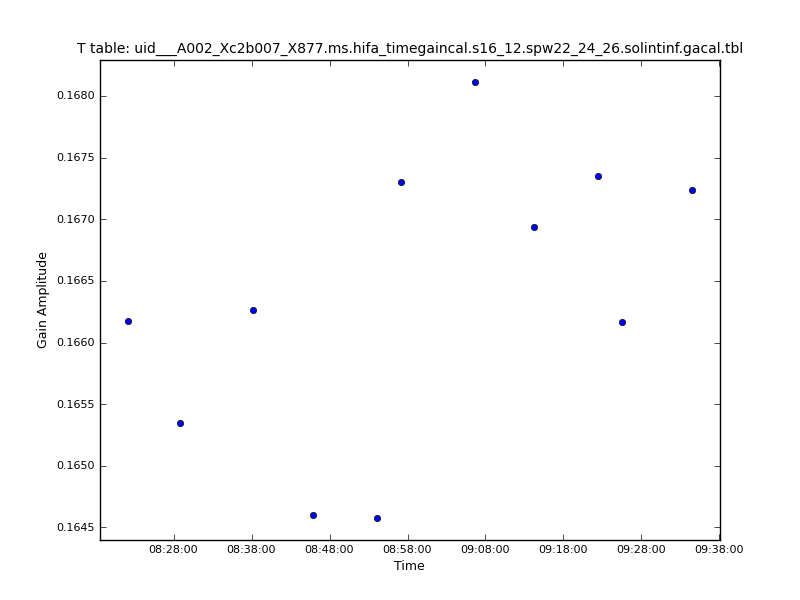 T table: uid___A002_Xc2b007_X877.ms.hifa_timegaincal.s16_12.spw22_24_26.solintinf.gacal.tbl
0.1680
0.1675
0.1670
0.1665
0.1660
0.1655
0.1650
0.1645
Gain Amplitude
08:28:00 08:38:00 08:48:00 08:58:00 09:08:00 09:18:00 09:28:00 09:38:00
Time